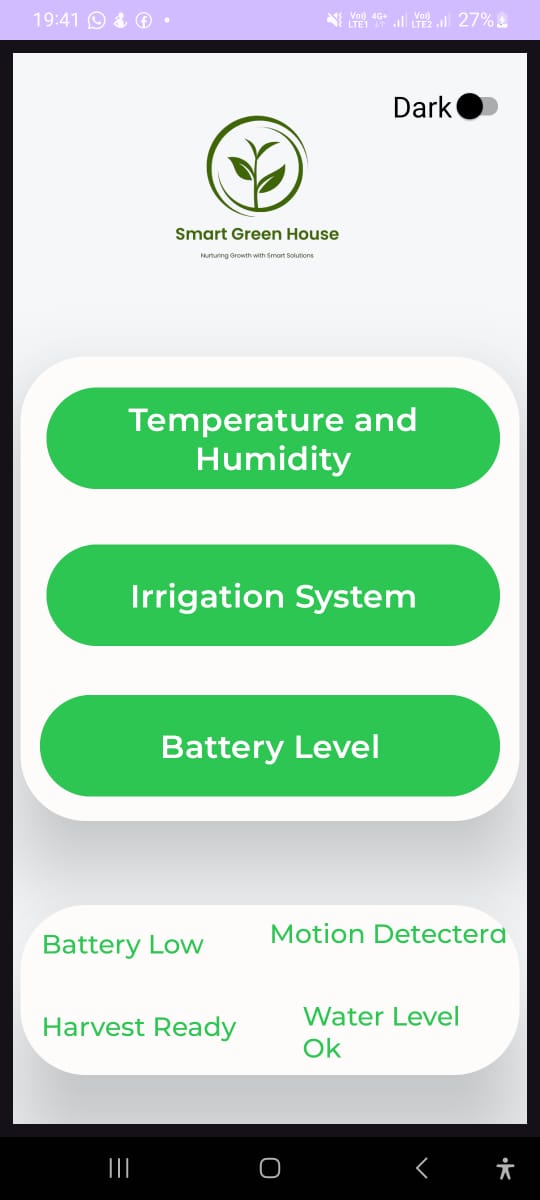 19:41
Vo)) 4G+ Vo)) 27%
LTE1 LTE2
Dark
Smart Green House
Nurturing Growth with Smart Solutions
Temperature and
Humidity
Irrigation System
Battery Level
Battery Low
Motion Detecterd
Harvest Ready
Water Level
Ok